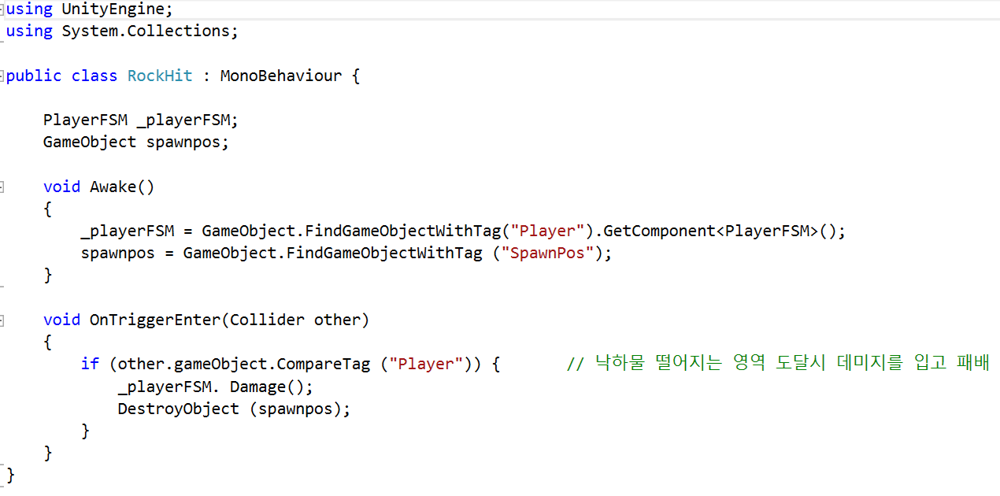 using UnityEngine;
using System.Collections;
public class RockHit : MonoBehaviour {
PlayerFSM _playerFSM;
GameObject spawnpos;
void Awake()
{
_playerFSM = GameObject.FindGameObjectWithTag("Player").GetComponent<PlayerFSM>();
spawnpos = GameObject.FindGameObjectWithTag ("SpawnPos");
}
void OnTriggerEnter(Collider other)
{
if (other.gameObject.CompareTag ("Player")) { // 낙하물 떨어지는 영역 도달시 데미지를 입고 패배
_playerFSM. Damage();
DestroyObject (spawnpos);
}
}
}